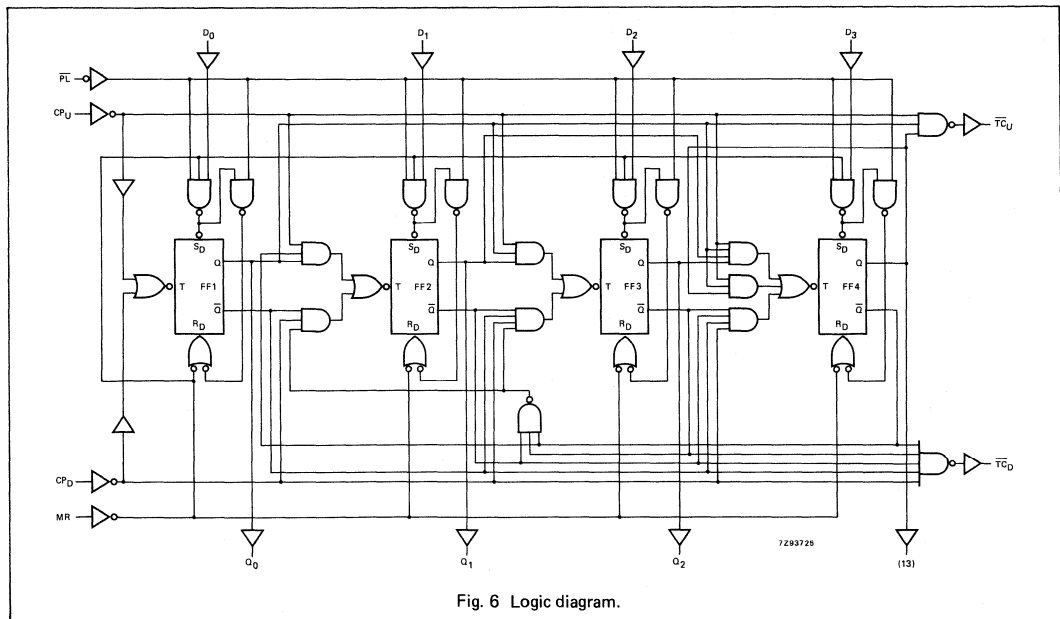 D0 D1 D2 D3
PL
CPU
TCU
SD SD SD SD
Q Q Q Q
T FF1 T FF2 T FF3 T FF4
Q Q Q Q
RD RD RD RD
CPD
TCD
MR
7Z93726
Q0 Q1 Q2 (13)
Fig. 6 Logic diagram.